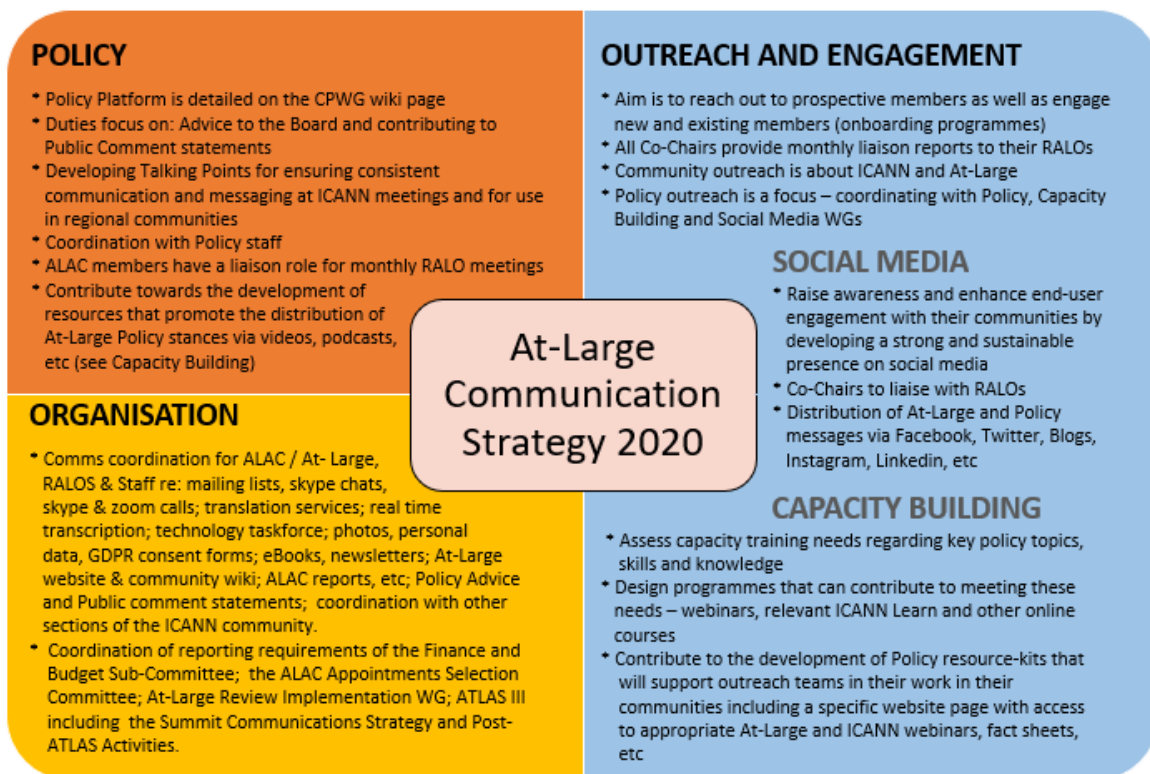 POLICY
* Policy Platform is detailed on the CPWG wiki page
* Duties focus on: Advice to the Board and contributing to
Public Comment statements
* Developing Talking Points for ensuring consistent
communication and messaging at ICANN meetings and for use
in regional communities
* Coordination with Policy staff
* ALAC members have a liaison role for monthly RALO meetings
* Contribute towards the development of
resources that promote the distribution of
At-Large Policy stances via videos, podcasts,
etc (see Capacity Building)
OUTREACH AND ENGAGEMENT
* Aim is to reach out to prospective members as well as engage
new and existing members (onboarding programmes)
* All Co-Chairs provide monthly liaison reports to their RALOs
* Community outreach is about ICANN and At-Large
* Policy outreach is a focus – coordinating with Policy, Capacity
Building and Social Media WGs
SOCIAL MEDIA
* Raise awareness and enhance end-user
engagement with their communities by
developing a strong and sustainable
presence on social media
* Co-Chairs to liaise with RALOs
* Distribution of At-Large and Policy
messages via Facebook, Twitter, Blogs,
Instagram, Linkedin, etc
At-Large
Communication
Strategy 2020
ORGANISATION
* Comms coordination for ALAC / At- Large,
RALOS & Staff re: mailing lists, skype chats,
skype & zoom calls; translation services; real time
transcription; technology taskforce; photos, personal
data, GDPR consent forms; eBooks, newsletters; At-Large
website & community wiki; ALAC reports, etc; Policy Advice
and Public comment statements; coordination with other
sections of the ICANN community.
* Coordination of reporting requirements of the Finance and
Budget Sub-Committee; the ALAC Appointments Selection
Committee; At-Large Review Implementation WG; ATLAS III
including the Summit Communications Strategy and Post-
ATLAS Activities.
CAPACITY BUILDING
* Assess capacity training needs regarding key policy topics,
skills and knowledge
* Design programmes that can contribute to meeting these
needs – webinars, relevant ICANN Learn and other online
courses
* Contribute to the development of Policy resource-kits that
will support outreach teams in their work in their
communities including a specific website page with access
to appropriate At-Large and ICANN webinars, fact sheets,
etc